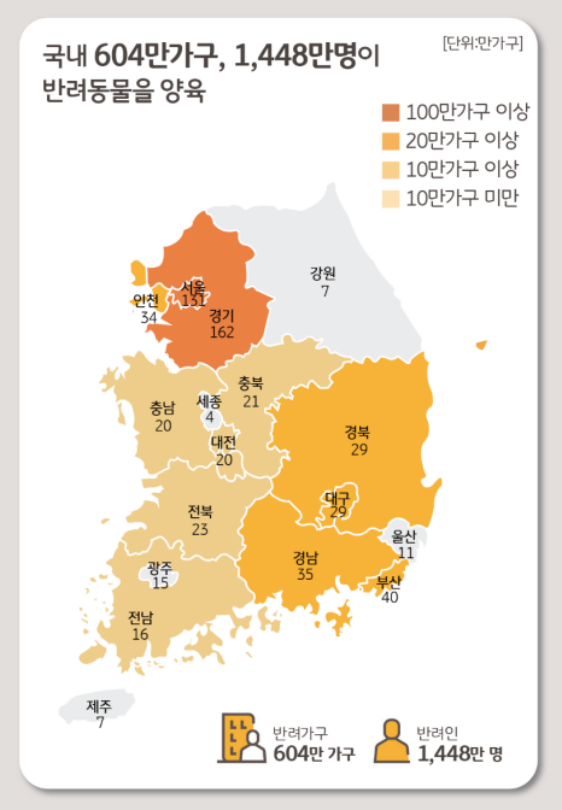 국내 604만가구, 1,448만명이
반려동물을 양육
[단위:만가구]
100만가구 이상
20만가구 이상
10만가구 이상
10만가구 미만
강원
7
서울
131
인천
34
경기
162
충북
21
세종
4
충남
20
대전
20
경북
29
대구
29
전북
23
울산
11
경남
35
광주
15
부산
40
전남
16
제주
7
반려가구
604만 가구
반려인
1,448만 명